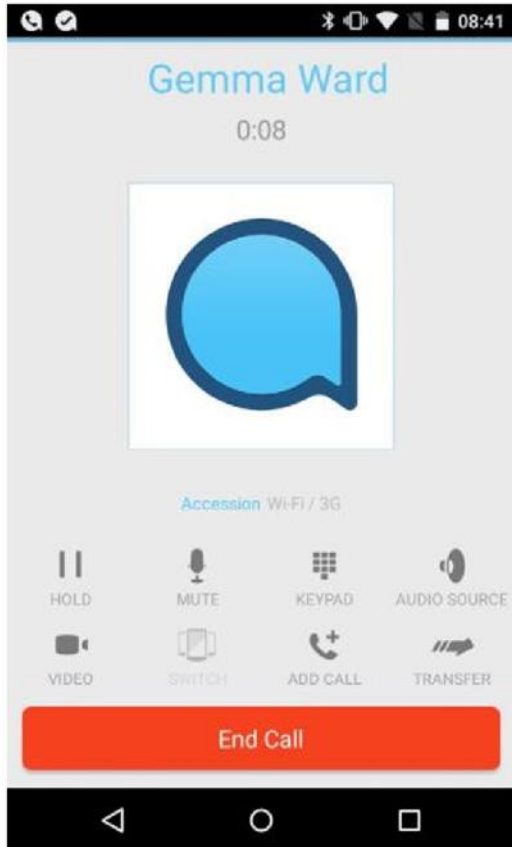 08:41
Gemma Ward
0:08
Accession Wi-Fi / 3G
HOLD MUTE KEYPAD AUDIO SOURCE
VIDEO SWITCH ADD CALL TRANSFER
End Call